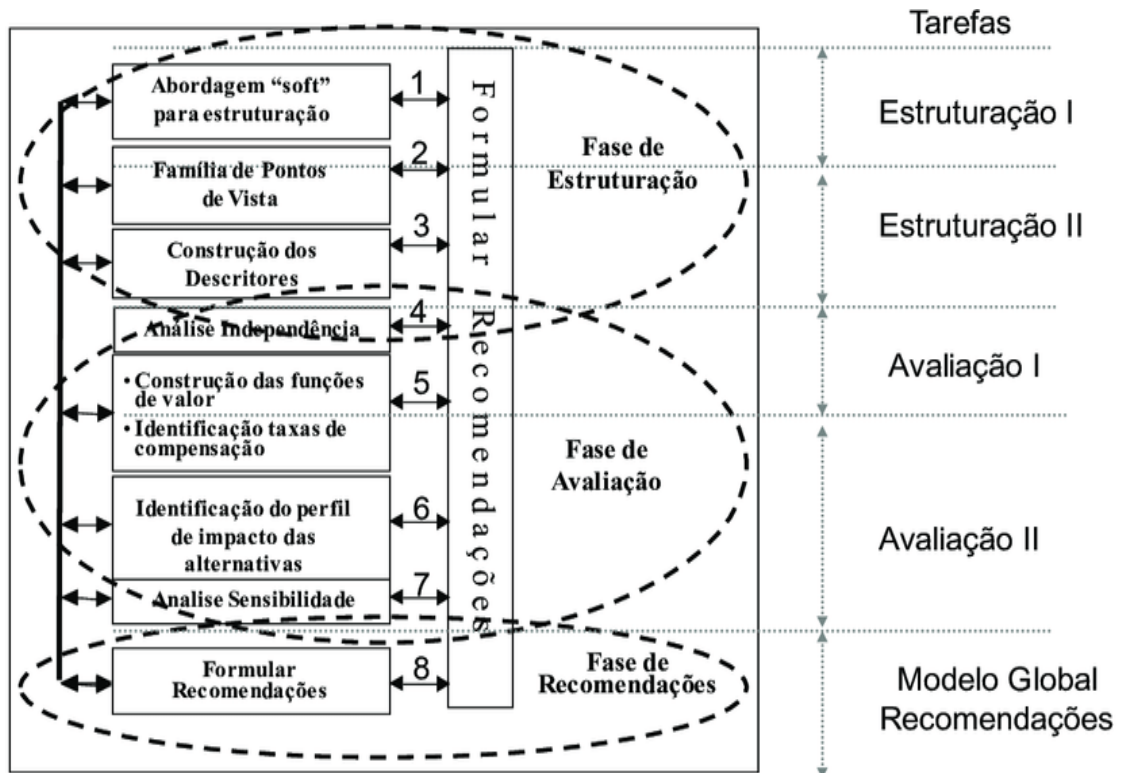 Tarefas
Abordagem “soft”
para estruturação
1
Família de Pontos
de Vista
2
Construção dos
Descritores
3
Análise Independência
4
• Construção das funções
de valor
• Identificação taxas de
compensação
5
Identificação do perfil
de impacto das
alternativas
6
Analise Sensibilidade
7
Formular
Recomendações
8
Formular Recomendações
Fase de
Estruturação
Fase de
Avaliação
Fase de
Recomendações
Estruturação I
Estruturação II
Avaliação I
Avaliação II
Modelo Global
Recomendações